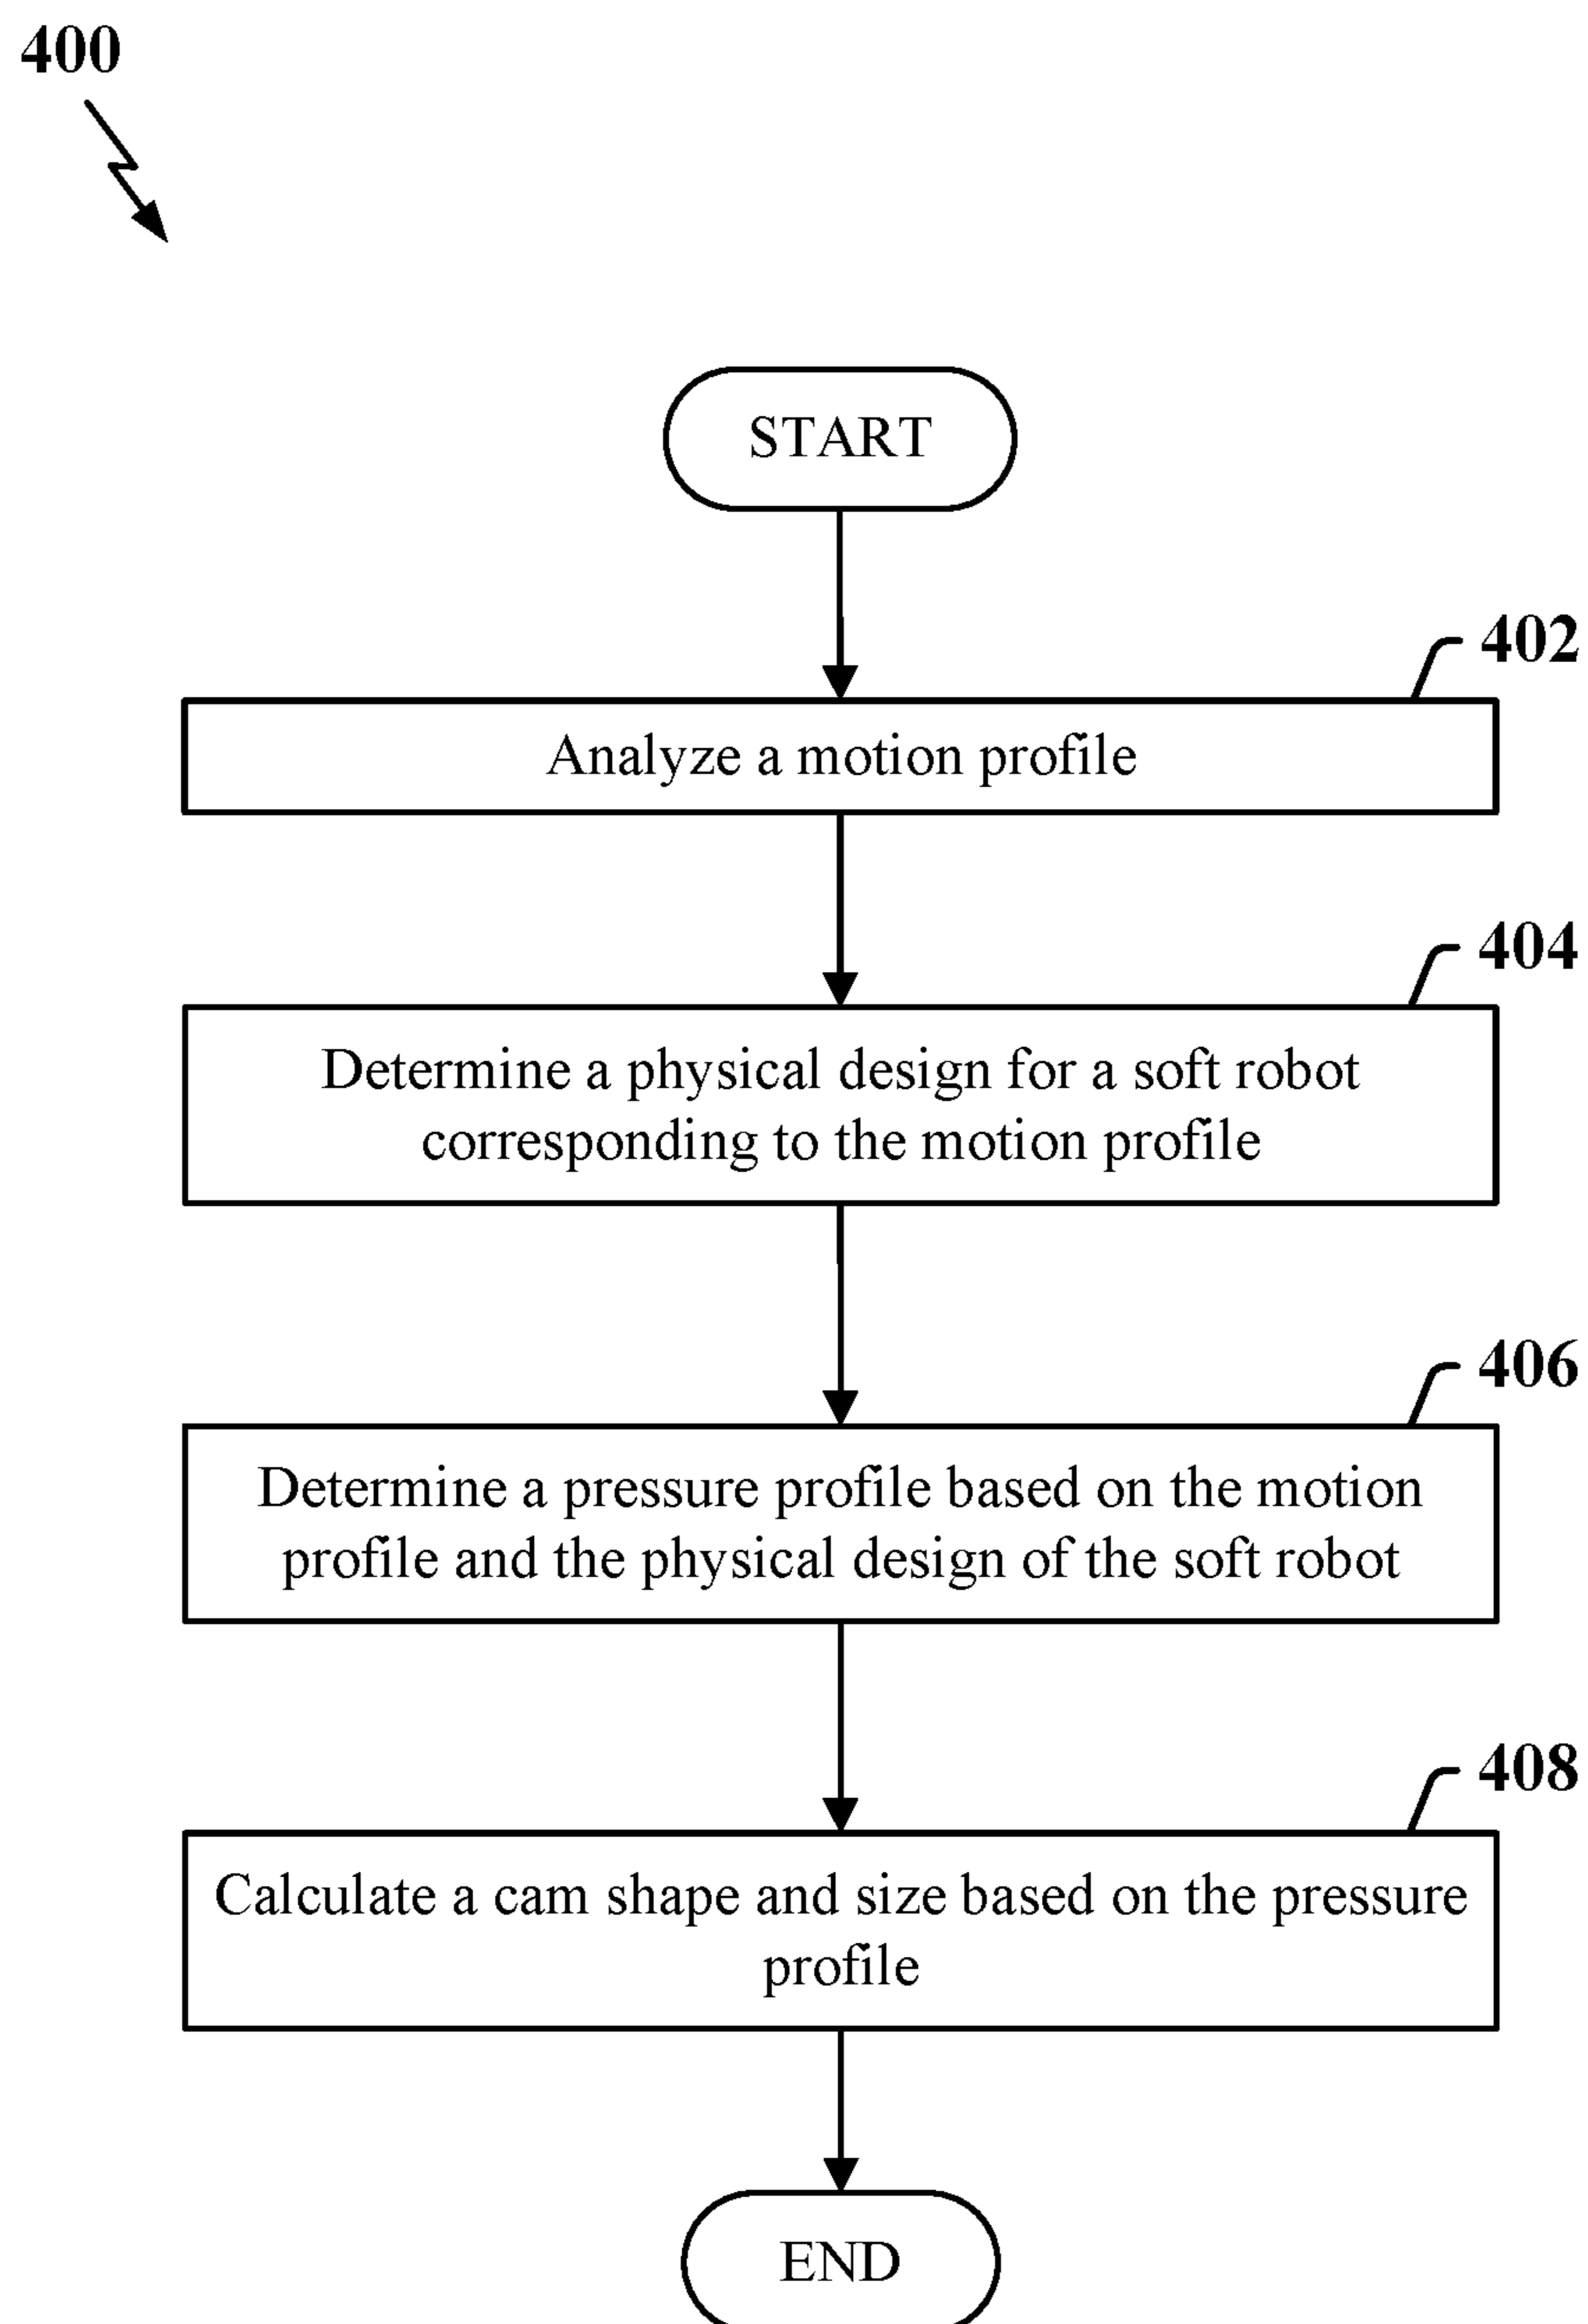 400
START
402
Analyze a motion profile
404
Determine a physical design for a soft robot
corresponding to the motion profile
406
Determine a pressure profile based on the motion
profile and the physical design of the soft robot
408
Calculate a cam shape and size based on the pressure
profile
END